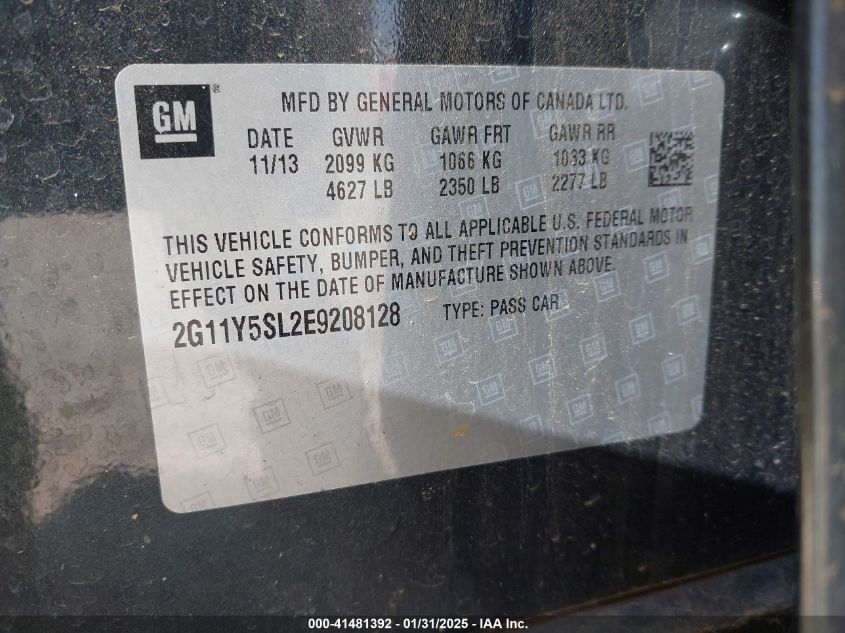 GM®
MFD BY GENERAL MOTORS OF CANADA LTD.
DATE GVWR GAWR FRT GAWR RR
11/13 2099 KG 1066 KG 1033 KG
4627 LB 2350 LB 2277 LB
THIS VEHICLE CONFORMS TO ALL APPLICABLE U.S. FEDERAL MOTOR
VEHICLE SAFETY, BUMPER, AND THEFT PREVENTION STANDARDS IN
EFFECT ON THE DATE OF MANUFACTURE SHOWN ABOVE.
2G11Y5SL2E9208128 TYPE: PASS CAR
000-41481392 - 01/31/2025 - IAA Inc.